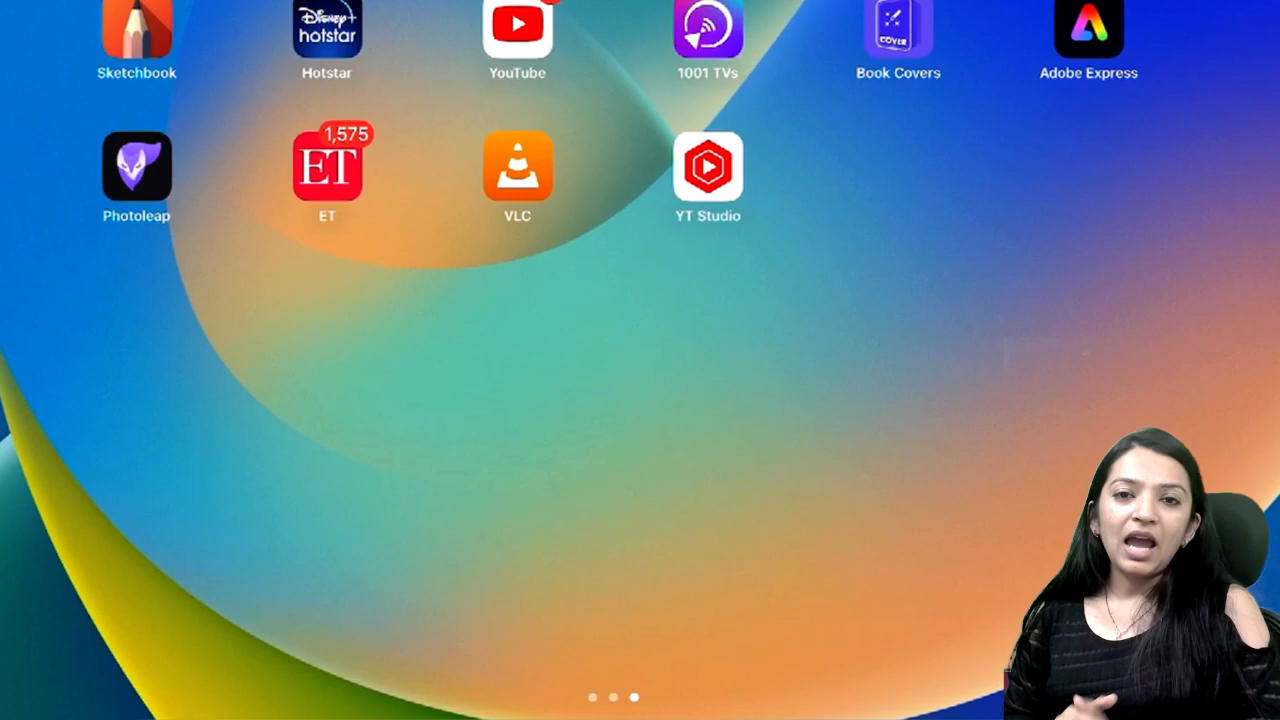 Disney+
hotstar
COVER
Sketchbook
Hotstar
YouTube
1001 TVs
Book Covers
Adobe Express
1,575
ET
Photoleap
ET
VLC
YT Studio